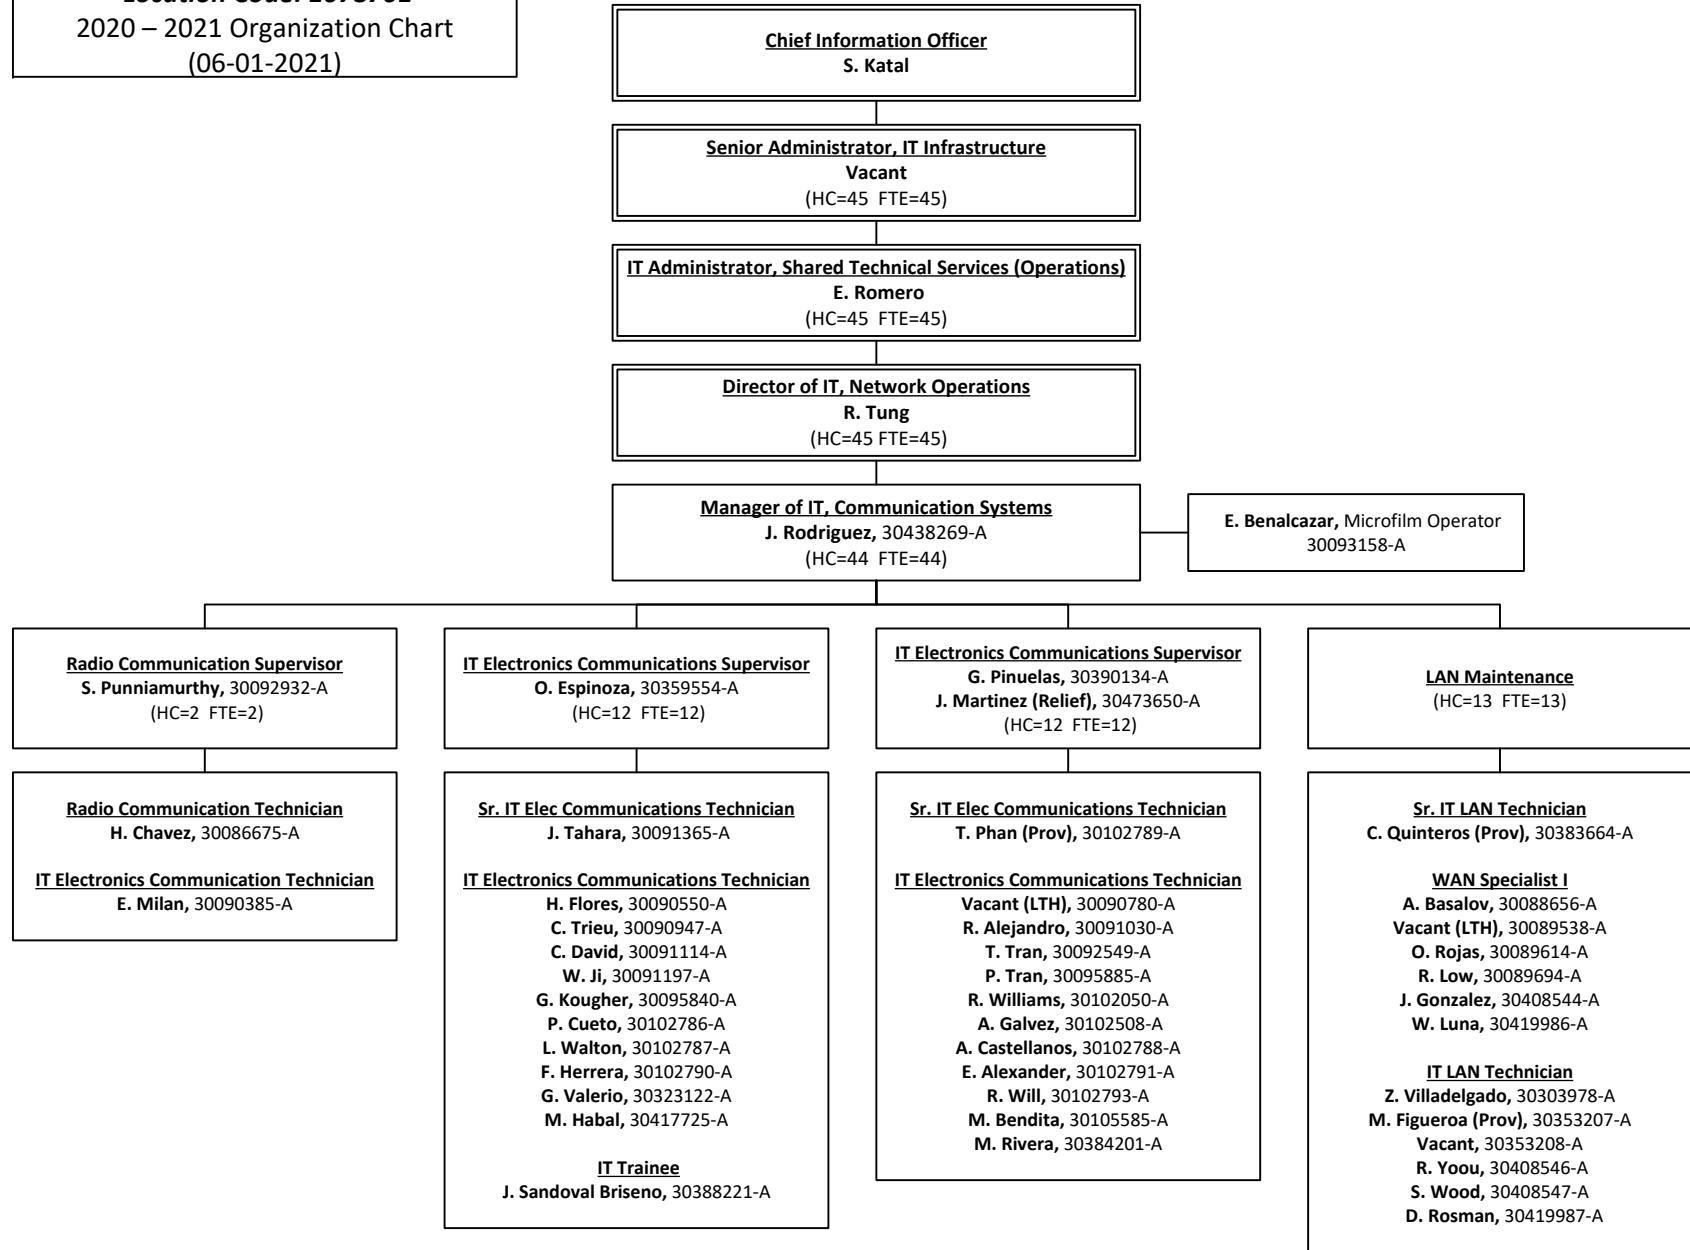 2020 – 2021 Organization Chart
(06-01-2021)
Chief Information Officer
S. Katal
Senior Administrator, IT Infrastructure
Vacant
(HC=45 FTE=45)
IT Administrator, Shared Technical Services (Operations)
E. Romero
(HC=45 FTE=45)
Director of IT, Network Operations
R. Tung
(HC=45 FTE=45)
Manager of IT, Communication Systems
J. Rodriguez, 30438269-A
(HC=44 FTE=44)
E. Benalcazar, Microfilm Operator
30093158-A
Radio Communication Supervisor
S. Punniamurthy, 30092932-A
(HC=2 FTE=2)
IT Electronics Communications Supervisor
O. Espinoza, 30359554-A
(HC=12 FTE=12)
IT Electronics Communications Supervisor
G. Pinuelas, 30390134-A
J. Martinez (Relief), 30473650-A
(HC=12 FTE=12)
LAN Maintenance
(HC=13 FTE=13)
Radio Communication Technician
H. Chavez, 30086675-A
IT Electronics Communication Technician
E. Milan, 30090385-A
Sr. IT Elec Communications Technician
J. Tahara, 30091365-A
IT Electronics Communications Technician
H. Flores, 30090550-A
C. Trieu, 30090947-A
C. David, 30091114-A
W. Ji, 30091197-A
G. Kougher, 30095840-A
P. Cueto, 30102786-A
L. Walton, 30102787-A
F. Herrera, 30102790-A
G. Valerio, 30323122-A
M. Habal, 30417725-A
IT Trainee
J. Sandoval Briseno, 30388221-A
Sr. IT Elec Communications Technician
T. Phan (Prov), 30102789-A
IT Electronics Communications Technician
Vacant (LTH), 30090780-A
R. Alejandro, 30091030-A
T. Tran, 30092549-A
P. Tran, 30095885-A
R. Williams, 30102050-A
A. Galvez, 30102508-A
A. Castellanos, 30102788-A
E. Alexander, 30102791-A
R. Will, 30102793-A
M. Bendita, 30105585-A
M. Rivera, 30384201-A
Sr. IT LAN Technician
C. Quinteros (Prov), 30383664-A
WAN Specialist I
A. Basalov, 30088656-A
Vacant (LTH), 30089538-A
O. Rojas, 30089614-A
R. Low, 30089694-A
J. Gonzalez, 30408544-A
W. Luna, 30419986-A
IT LAN Technician
Z. Villadelgado, 30303978-A
M. Figueroa (Prov), 30353207-A
Vacant, 30353208-A
R. Yoou, 30408546-A
S. Wood, 30408547-A
D. Rosman, 30419987-A